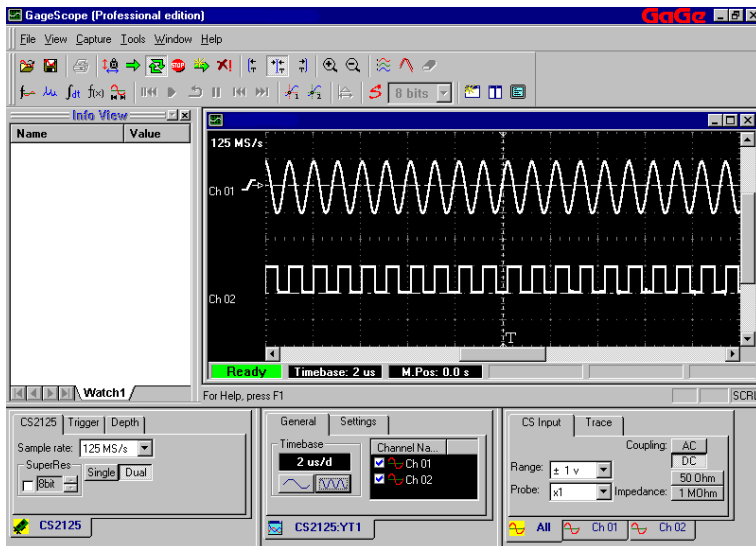 GageScope (Professional edition)
GaGe
File View Capture Tools Window Help
STOP
∫dt f(x)
1 2
8 bits
Info View
Name Value
Watch1
125 MS/s
Ch 01
Ch 02
T
Ready Timebase: 2 us M.Pos: 0.0 s
For Help, press F1
SCRL
CS2125 Trigger Depth
Sample rate: 125 MS/s
SuperRes
8bit
Single Dual
CS2125
General Settings
Timebase
2 us/d
Channel Na...
Ch 01
Ch 02
CS2125:YT1
CS Input Trace
Coupling: AC
DC
Range: ± 1 v
50 Ohm
Probe: x1
Impedance: 1 MOhm
All Ch 01 Ch 02